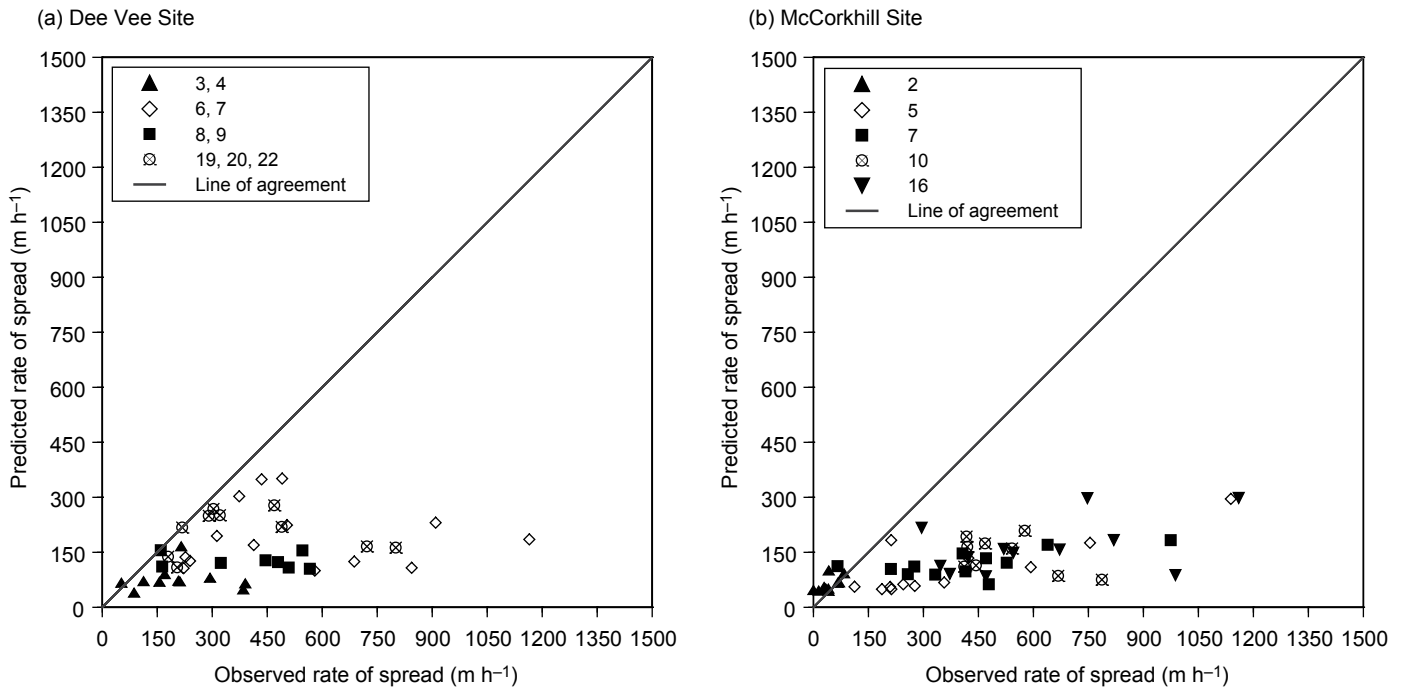 (a) Dee Vee Site
1500
1350
1200
1050
900
750
600
450
300
150
0
Predicted rate of spread (m h–1)
3, 4
6, 7
8, 9
19, 20, 22
Line of agreement
0 150 300 450 600 750 900 1050 1200 1350 1500
Observed rate of spread (m h–1)
(b) McCorkhill Site
1500
1350
1200
1050
900
750
600
450
300
150
0
Predicted rate of spread (m h–1)
2
5
7
10
16
Line of agreement
0 150 300 450 600 750 900 1050 1200 1350 1500
Observed rate of spread (m h–1)